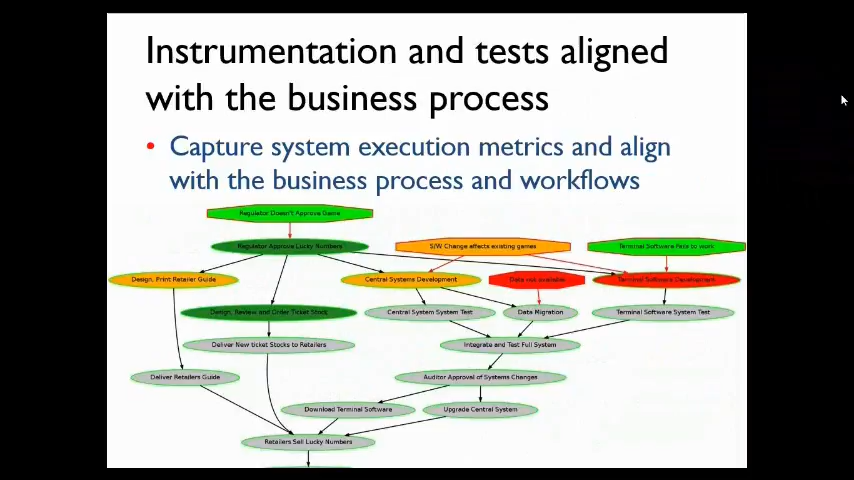 Instrumentation and tests aligned
with the business process
• Capture system execution metrics and align
with the business process and workflows
Regulator Doesn't Approve Game
Regulator Approve Lucky Numbers
S/W Change affects existing games
Terminal Software Fails to work
Design, Print Retailer Guide
Central Systems Development
Data not available
Terminal Software Development
Design, Review and Order Ticket Stock
Central System System Test
Data Migration
Terminal Software System Test
Deliver New ticket Stocks to Retailers
Integrate and Test Full System
Deliver Retailers Guide
Auditor Approval of Systems Changes
Download Terminal Software
Upgrade Central System
Retailers Sell Lucky Numbers